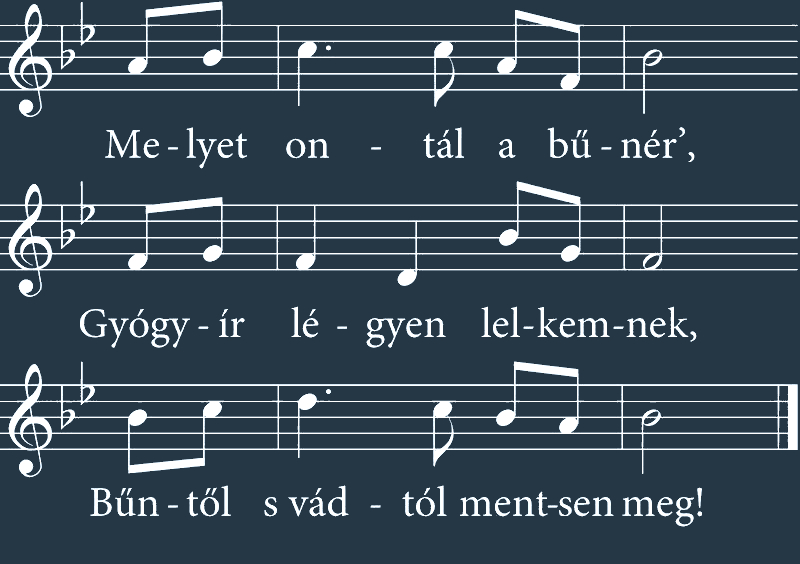 Me - lyet on - tál a bű - nér’,
Gyógy - ír lé - gyen lel-kem-nek,
Bűn - től s vád - tól ment-sen meg!